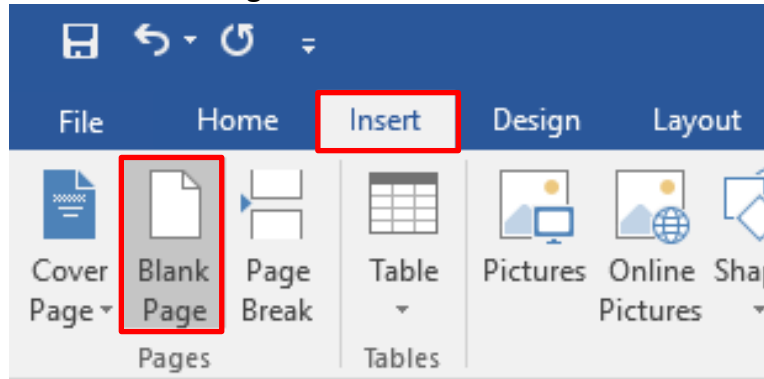 File Home Insert Design Layout
Cover Blank Page Table Pictures Online
Page Page Break Pictures
Pages Tables